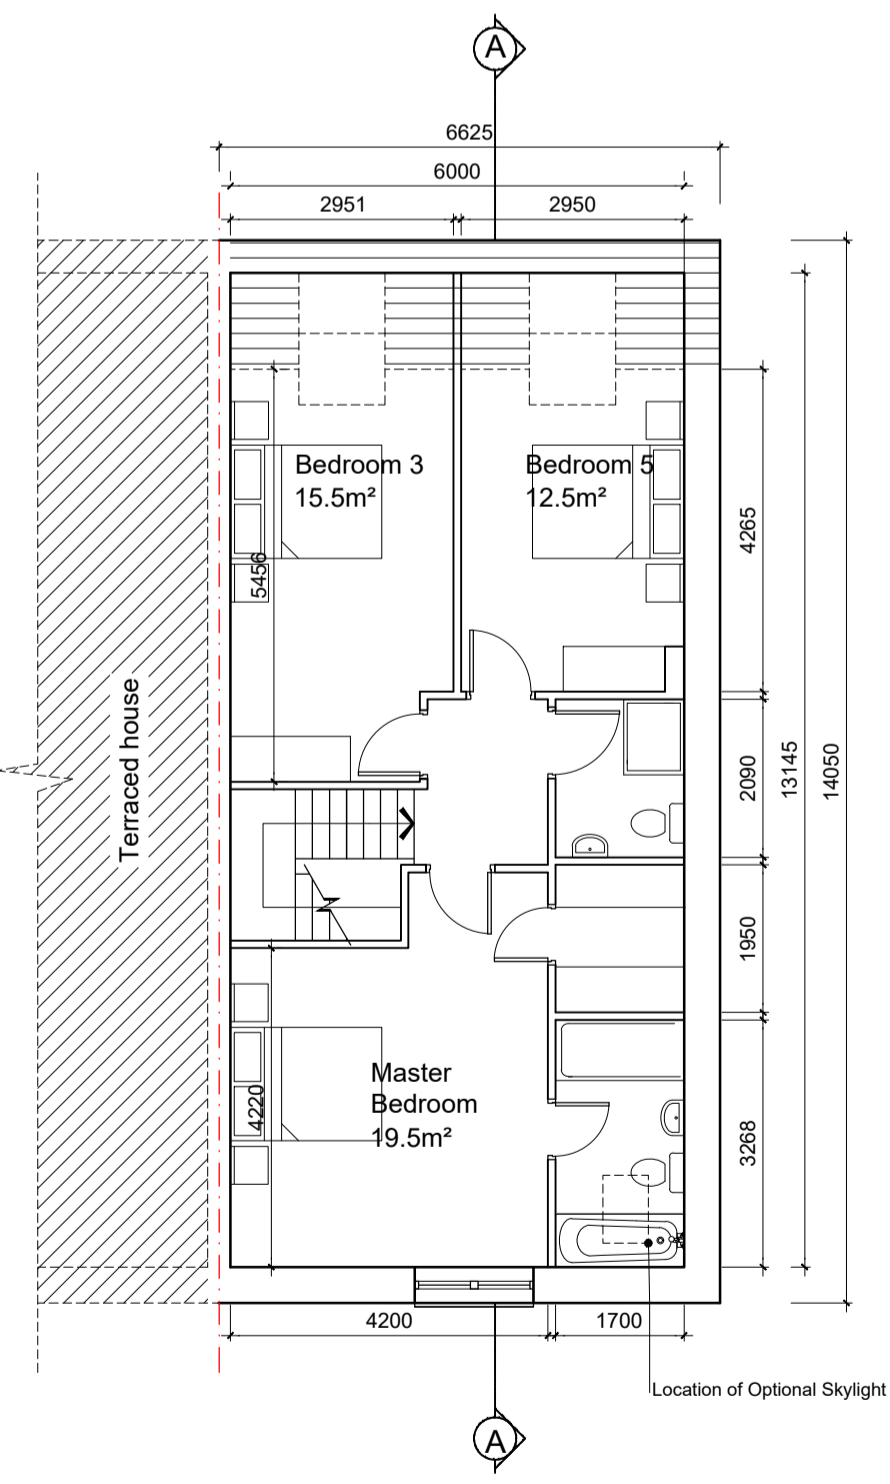 A
6625
6000
2951
2950
Bedroom 3
15.5m²
Bedroom 5
12.5m²
5456
4265
Terraced house
2090
13145
14050
1950
Master
Bedroom
19.5m²
4220
3268
4200
1700
Location of Optional Skylight
A